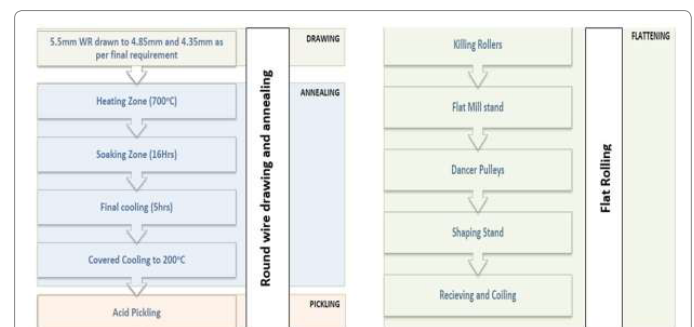 5.5mm WR drawn to 4.85mm and 4.35mm as
per final requirement
DRAWING
Heating Zone (700°C)
ANNEALING
Soaking Zone (16Hrs)
Final cooling (5hrs)
Covered Cooling to 200°C
Acid Pickling
PICKLING
Round wire drawing and annealing
Killing Rollers
FLATTENING
Flat Mill stand
Dancer Pulleys
Shaping Stand
Recieving and Coiling
Flat Rolling